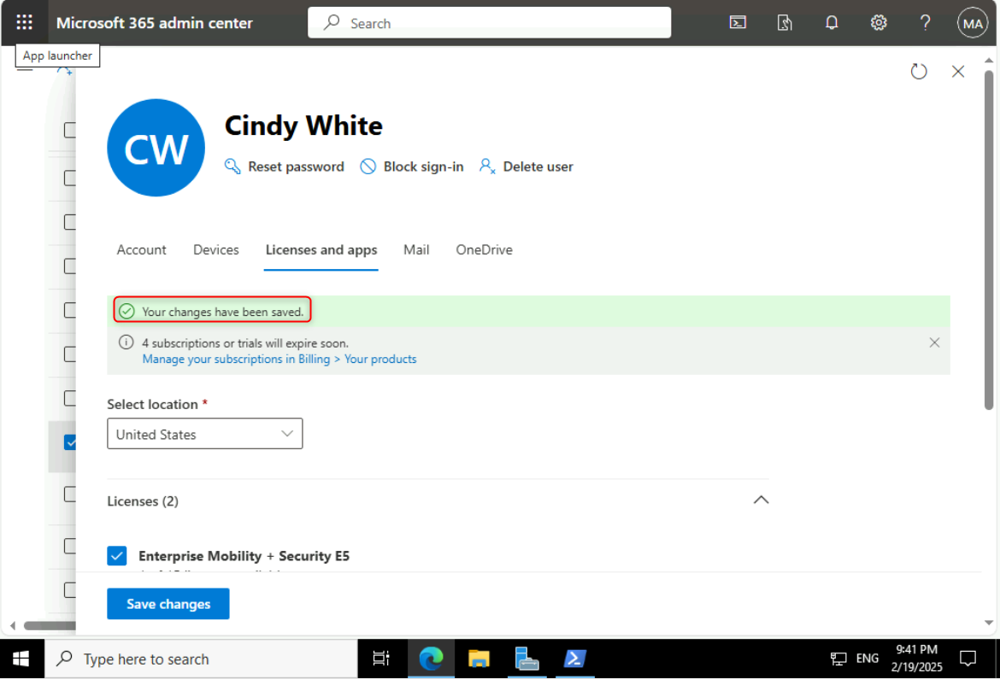 Microsoft 365 admin center
Search
MA
App launcher
CW
Cindy White
Reset password Block sign-in Delete user
Account Devices Licenses and apps Mail OneDrive
Your changes have been saved.
4 subscriptions or trials will expire soon.
Manage your subscriptions in Billing > Your products
Select location *
United States
Licenses (2)
Enterprise Mobility + Security E5
Save changes
Type here to search
ENG
9:41 PM
2/19/2025